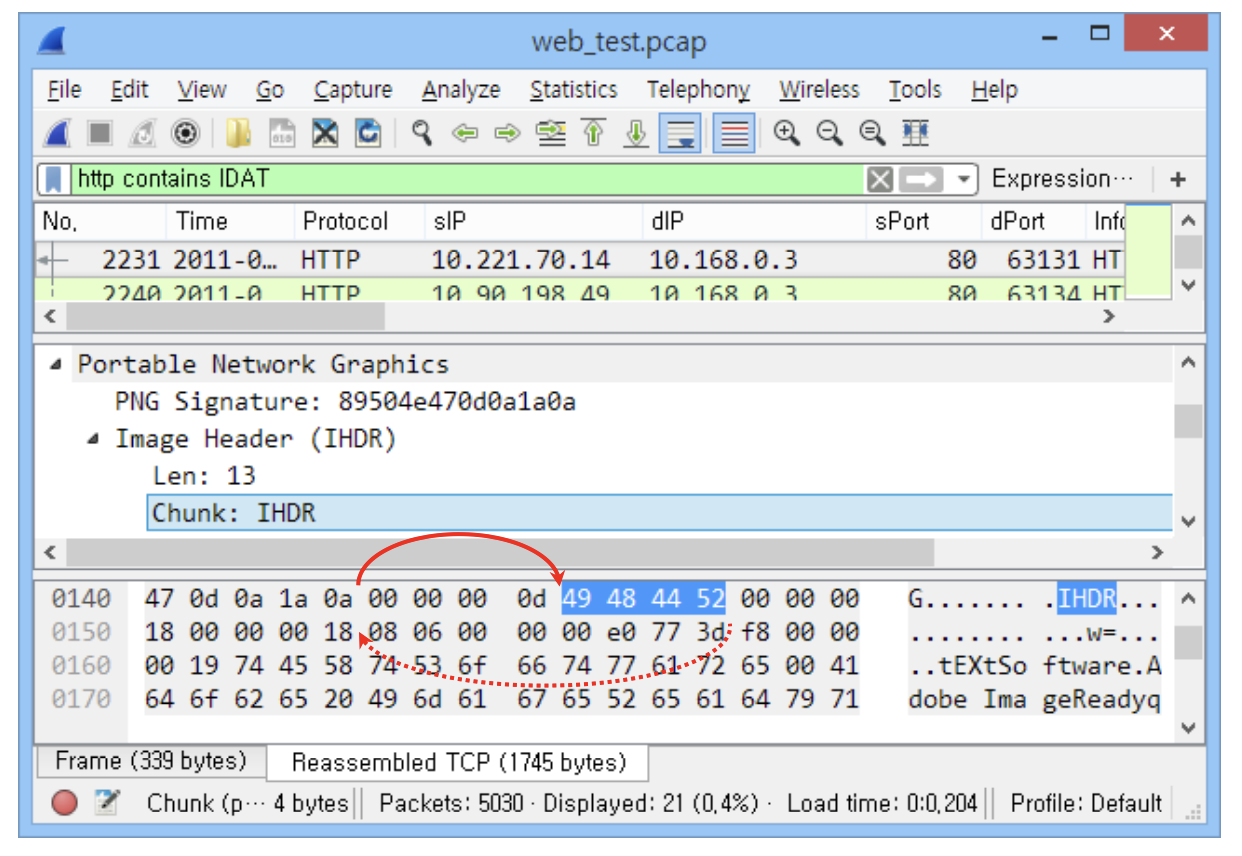 web_test.pcap
File Edit View Go Capture Analyze Statistics Telephony Wireless Tools Help
http contains IDAT Expression⋯ +
No. Time Protocol sIP dIP sPort dPort Info
2231 2011-0… HTTP 10.221.70.14 10.168.0.3 80 63131 HT
2240 2011-0 HTTP 10 90 198 49 10 168 0 3 80 63134 HT
Portable Network Graphics
PNG Signature: 89504e470d0a1a0a
Image Header (IHDR)
Len: 13
Chunk: IHDR
0140 47 0d 0a 1a 0a 00 00 00 0d 49 48 44 52 00 00 00 G....... .IHDR...
0150 18 00 00 00 18 08 06 00 00 00 e0 77 3d f8 00 00 ........ ...w=...
0160 00 19 74 45 58 74 53 6f 66 74 77 61 72 65 00 41 ..tEXtSo ftware.A
0170 64 6f 62 65 20 49 6d 61 67 65 52 65 61 64 79 71 dobe Ima geReadyq
Frame (339 bytes) Reassembled TCP (1745 bytes)
Chunk (p⋯ 4 bytes Packets: 5030 · Displayed: 21 (0,4%) · Load time: 0:0,204 Profile: Default